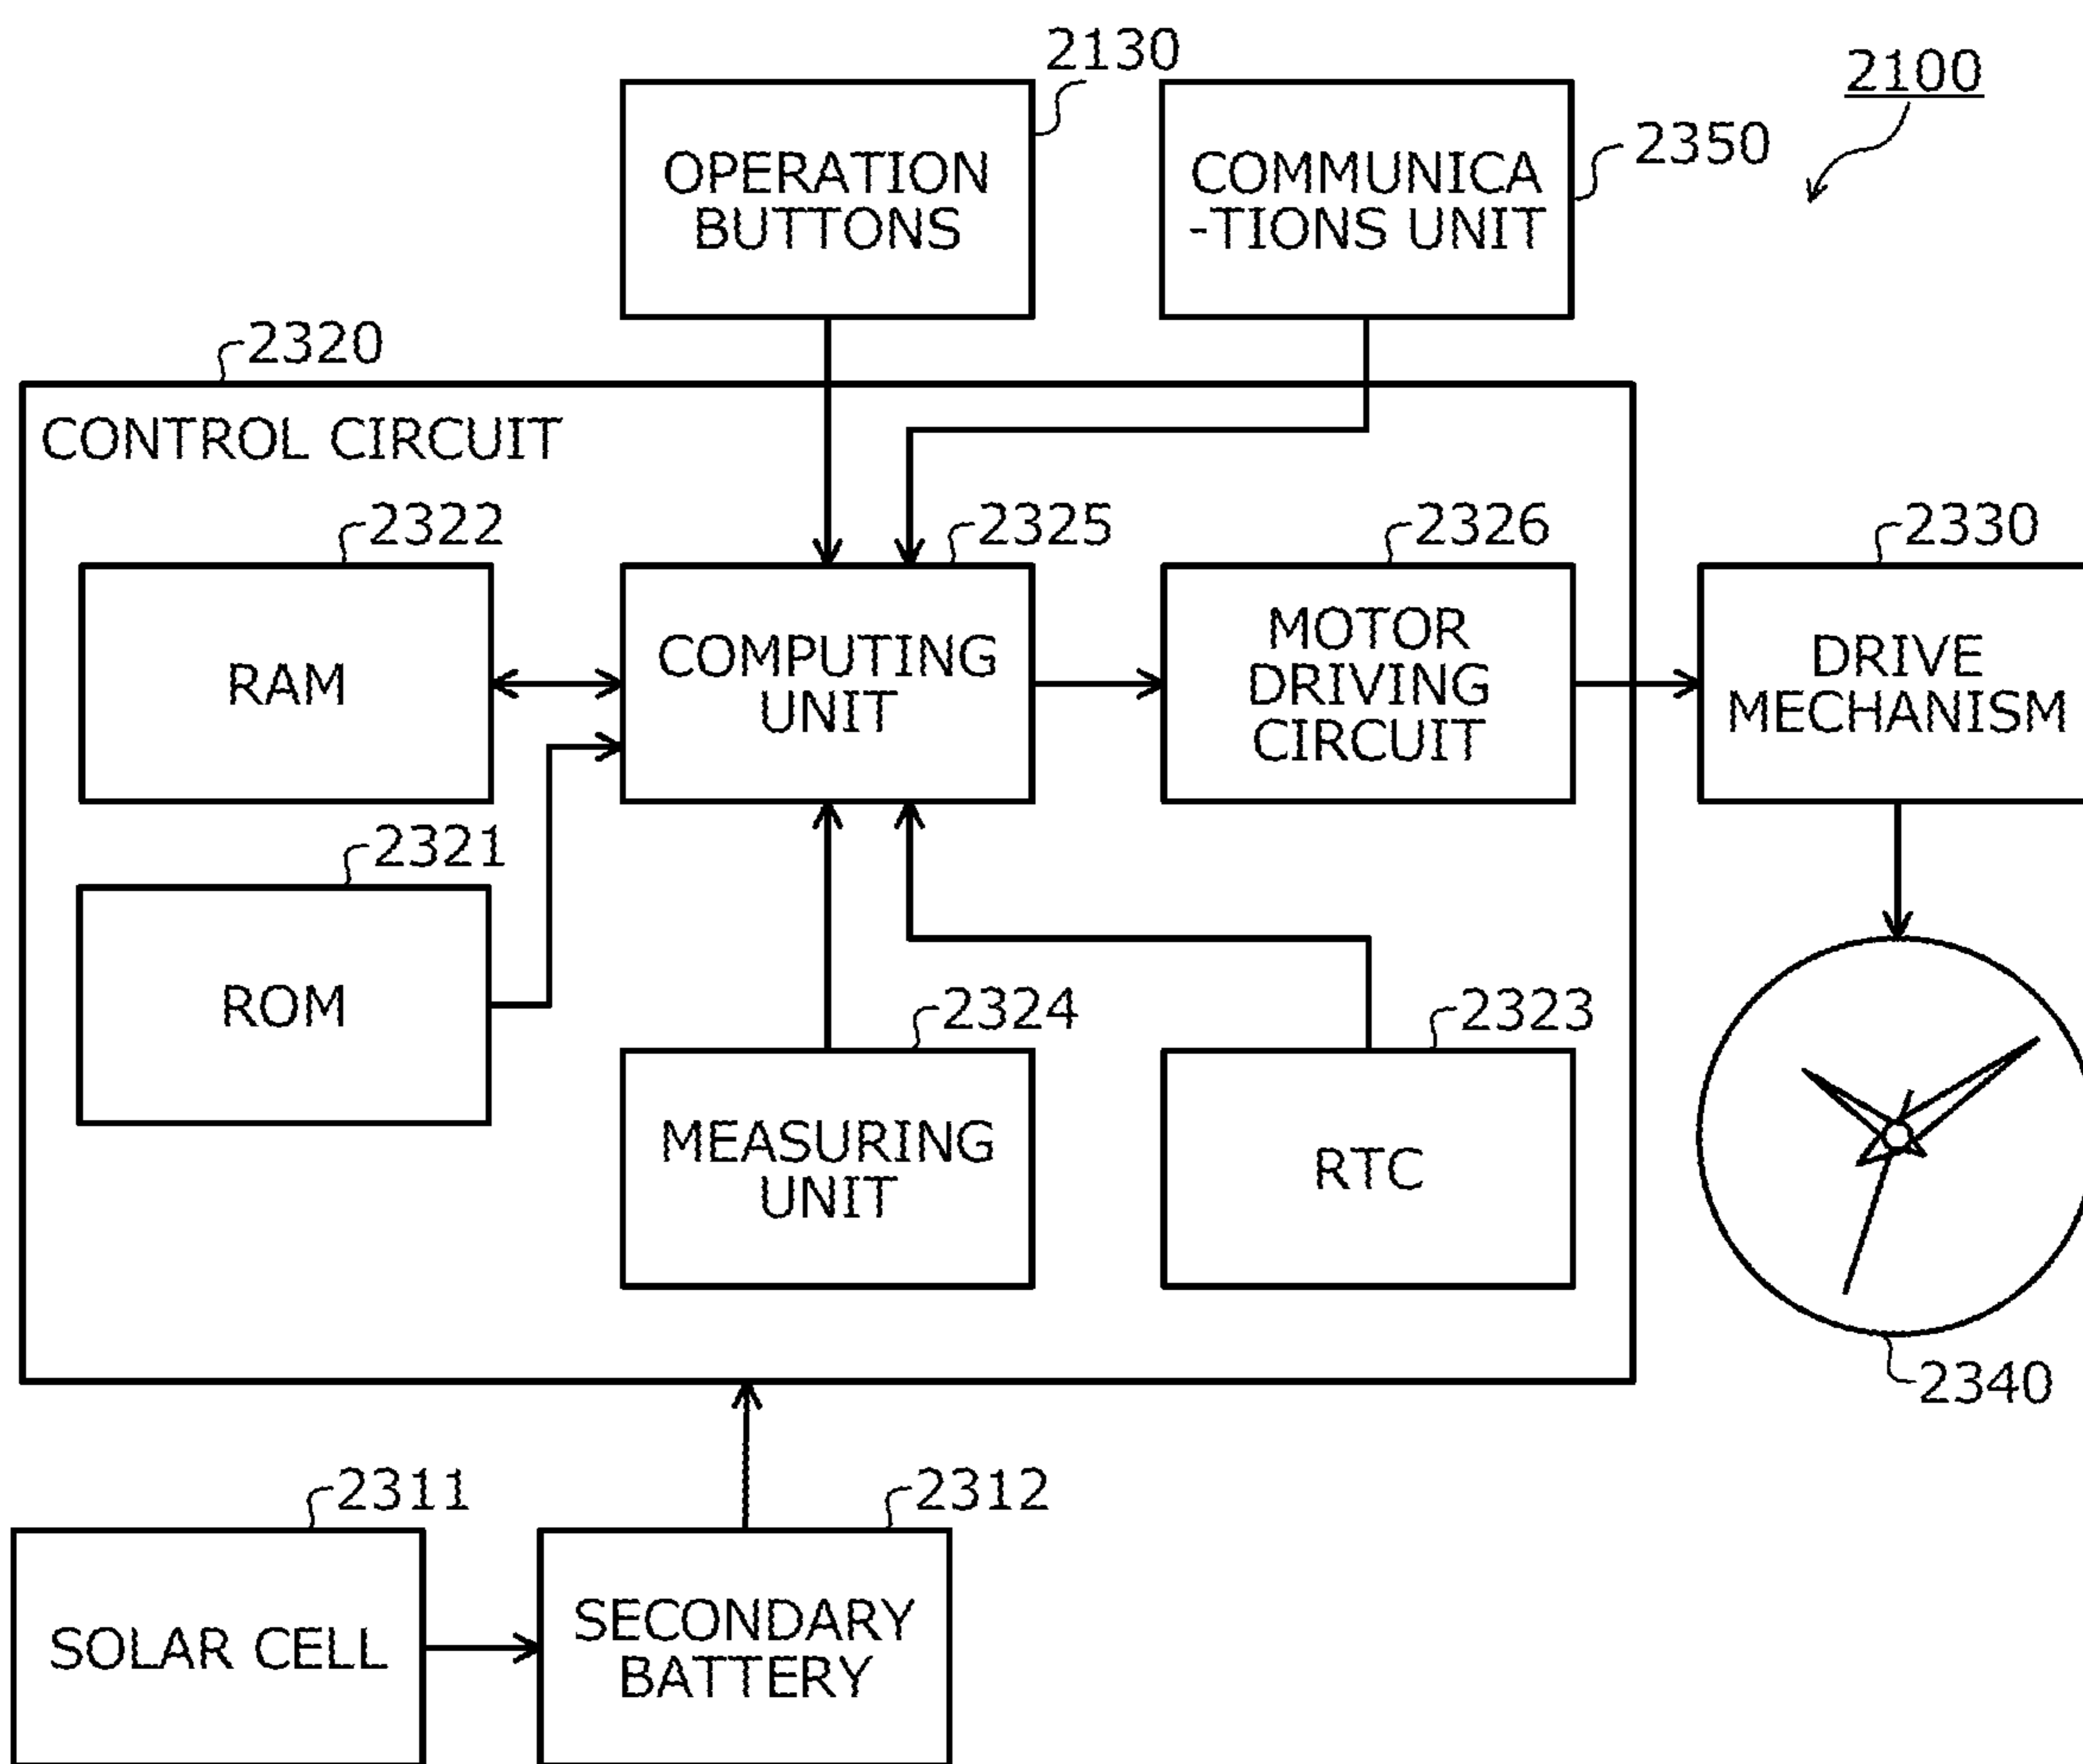 2130
2100
OPERATION
BUTTONS
COMMUNICA
-TIONS UNIT
2350
2320
CONTROL CIRCUIT
2322
2325
2326
2330
RAM
COMPUTING
UNIT
MOTOR
DRIVING
CIRCUIT
DRIVE
MECHANISM
2321
ROM
2324
2323
MEASURING
UNIT
RTC
2340
2311
2312
SOLAR CELL
SECONDARY
BATTERY